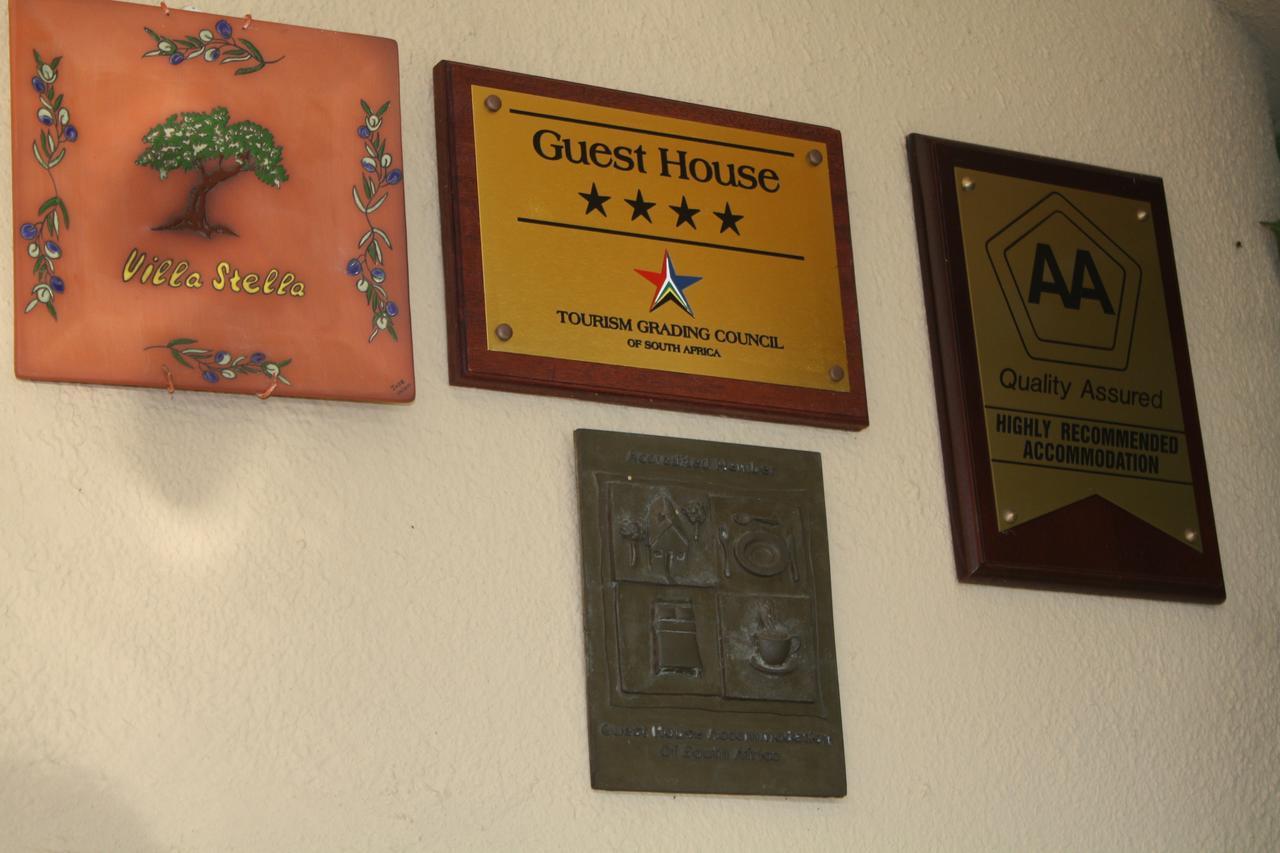 Villa Stella
Guest House
TOURISM GRADING COUNCIL
OF SOUTH AFRICA
AA
Quality Assured
HIGHLY RECOMMENDED
ACCOMMODATION
Accredited Member
Guest House Accommodation
Of South Africa